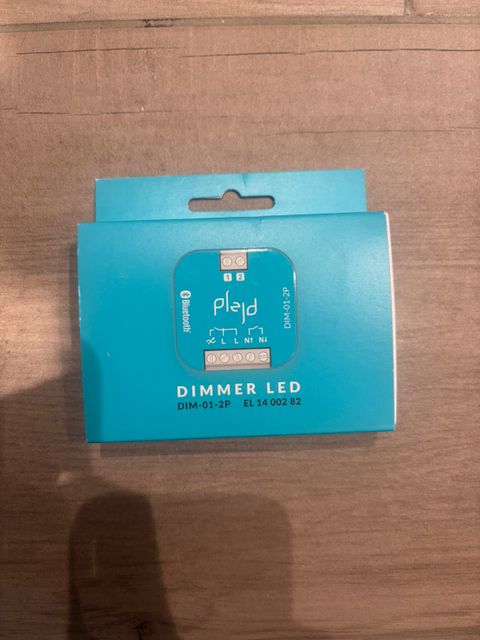 1 2
Plejd
Bluetooth
DIM-01-2P
L L N↑ N↓
DIMMER LED
DIM-01-2P EL 14 002 82